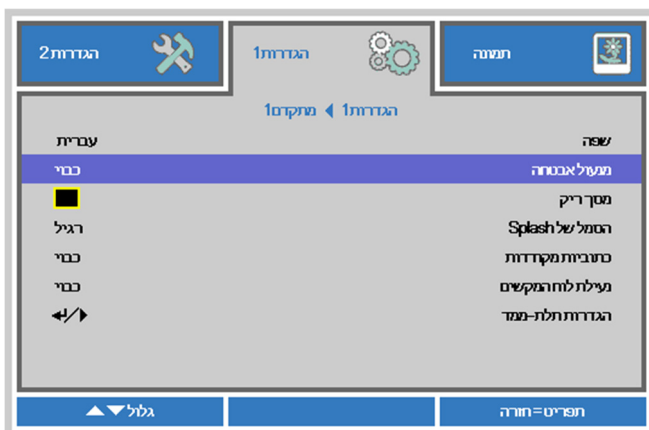 תמונה
הגדרות1
הגדרות2
הגדרות1 ◀ מתקדם1
שפה עברית
מנעול אבטחה כבוי
מסך ריק
הסמל של Splash רגיל
כתוביות מקודדות כבוי
נעילת לוח המקשים כבוי
הגדרות תלת-ממד
תפריט=חזרה
גלול